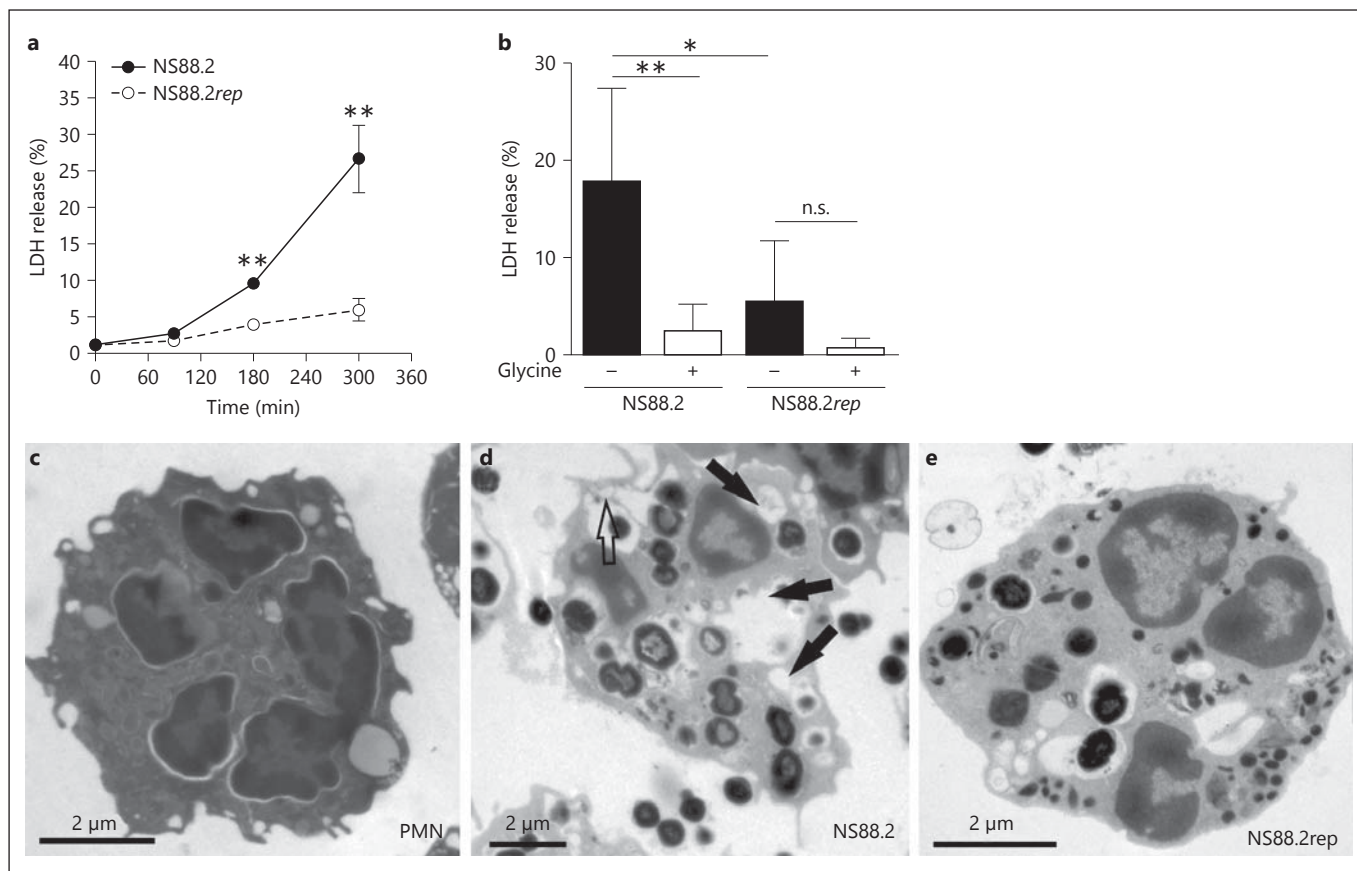 a
40
35
30
25
20
15
10
5
0
LDH release (%)
NS88.2
NS88.2rep
**
**
0 60 120 180 240 300 360
Time (min)
b
30
20
10
0
LDH release (%)
*
**
n.s.
Glycine – + – +
NS88.2 NS88.2rep
c
2 µm
PMN
d
2 µm
NS88.2
e
2 µm
NS88.2rep